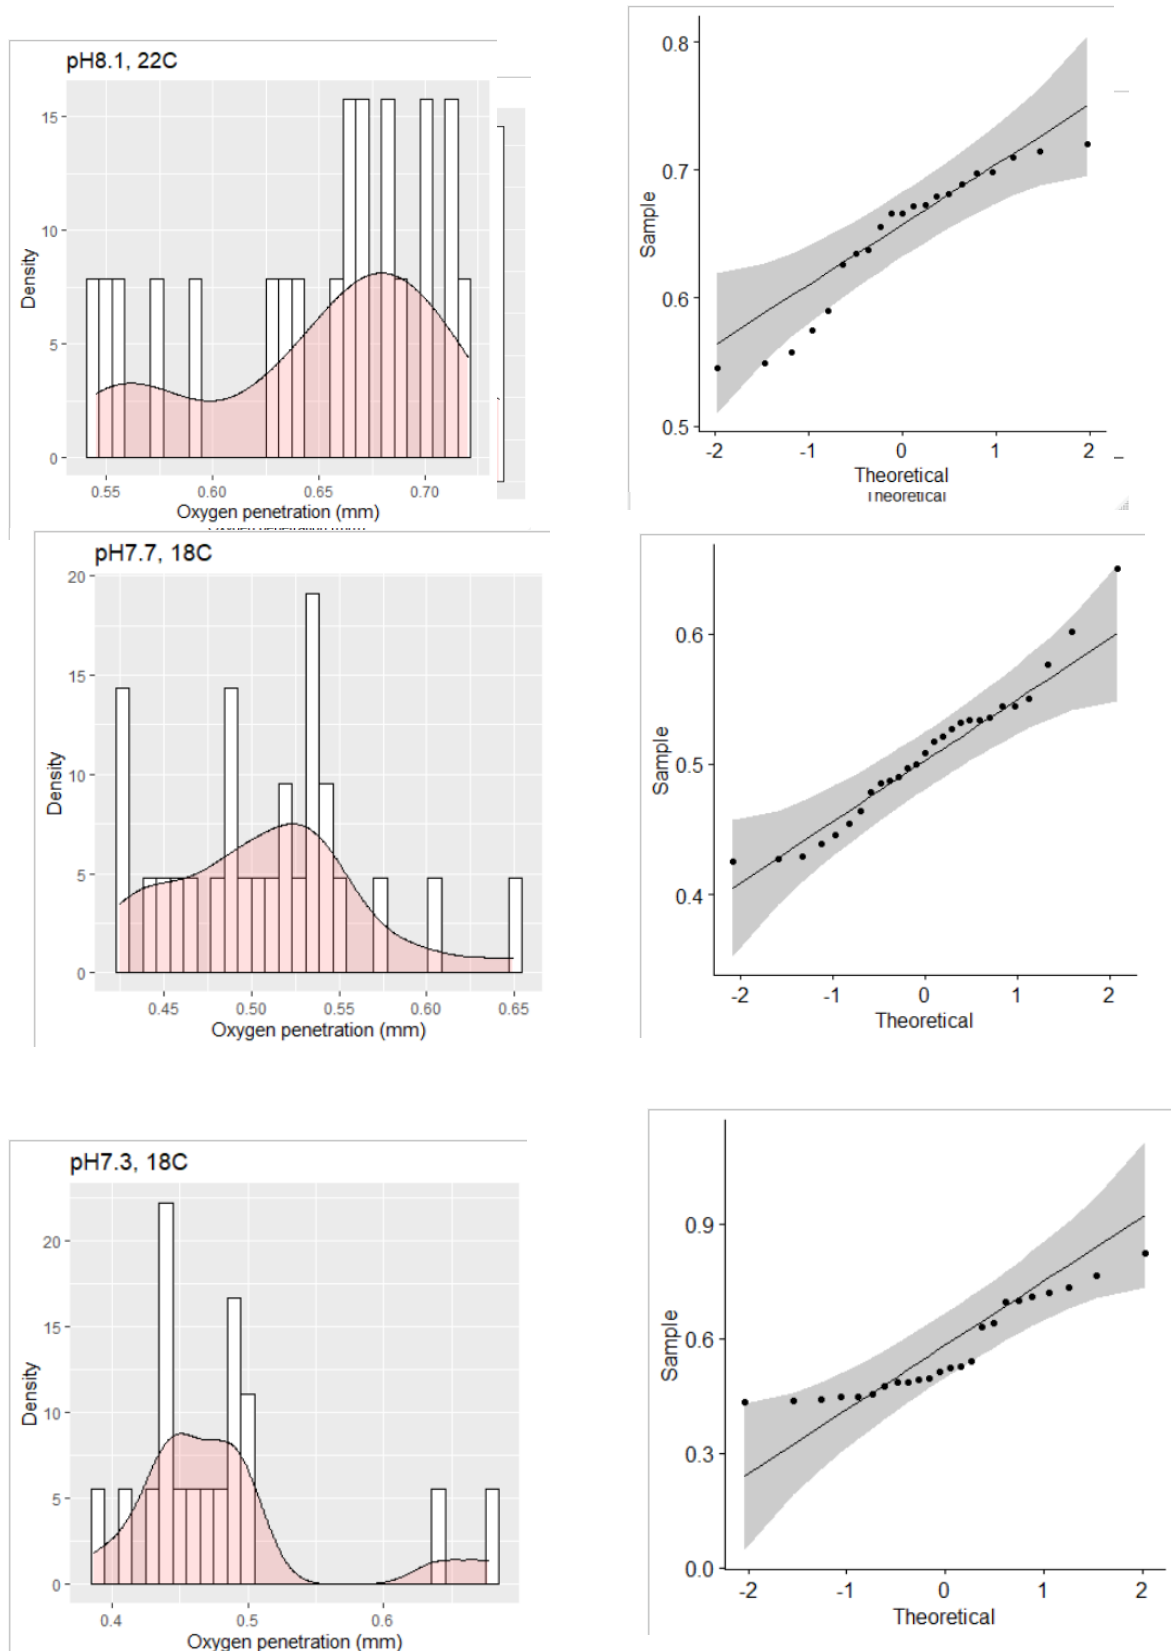 pH8.1, 22C
15
10
5
0
Density
0.55 0.60 0.65 0.70
Oxygen penetration (mm)
0.8
0.7
0.6
0.5
Sample
-2 -1 0 1 2
Theoretical
Theoretical
pH7.7, 18C
20
15
10
5
0
Density
0.45 0.50 0.55 0.60 0.65
Oxygen penetration (mm)
0.6
0.5
0.4
Sample
-2 -1 0 1 2
Theoretical
pH7.3, 18C
20
15
10
5
0
Density
0.4 0.5 0.6
Oxygen penetration (mm)
0.9
0.6
0.3
0.0
Sample
-2 -1 0 1 2
Theoretical